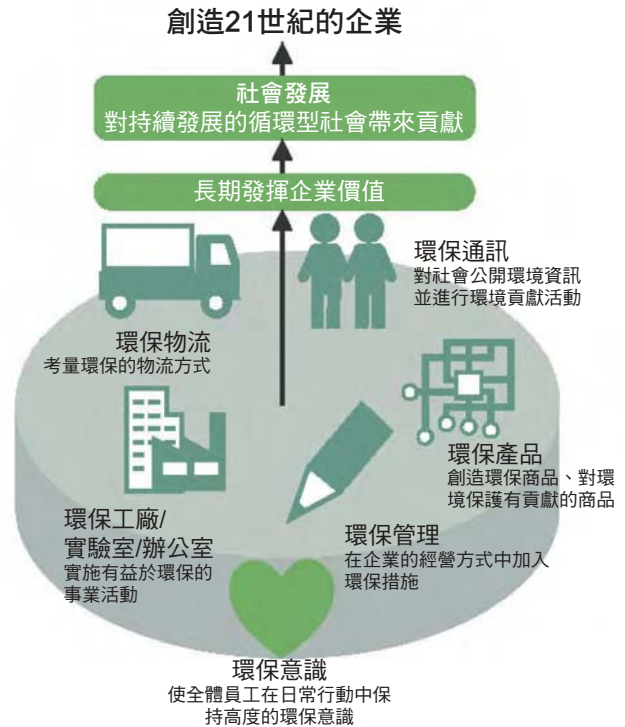 創造21世紀的企業
社會發展
對持續發展的循環型社會帶來貢獻
長期發揮企業價值
環保通訊
對社會公開環境資訊
並進行環境貢獻活動
環保物流
考量環保的物流方式
環保產品
創造環保商品、對環
境保護有貢獻的商品
環保工廠/
實驗室/辦公室
實施有益於環保的
事業活動
環保管理
在企業的經營方式中加入
環保措施
環保意識
使全體員工在日常行動中保
持高度的環保意識